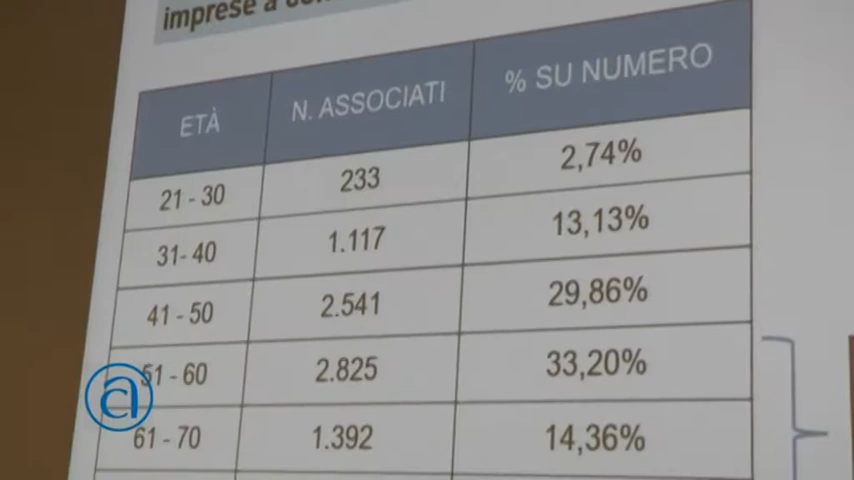 imprese a
ETÀ N. ASSOCIATI % SU NUMERO
21 - 30 233 2,74%
31- 40 1.117 13,13%
41 - 50 2.541 29,86%
51 - 60 2.825 33,20%
61 - 70 1.392 14,36%